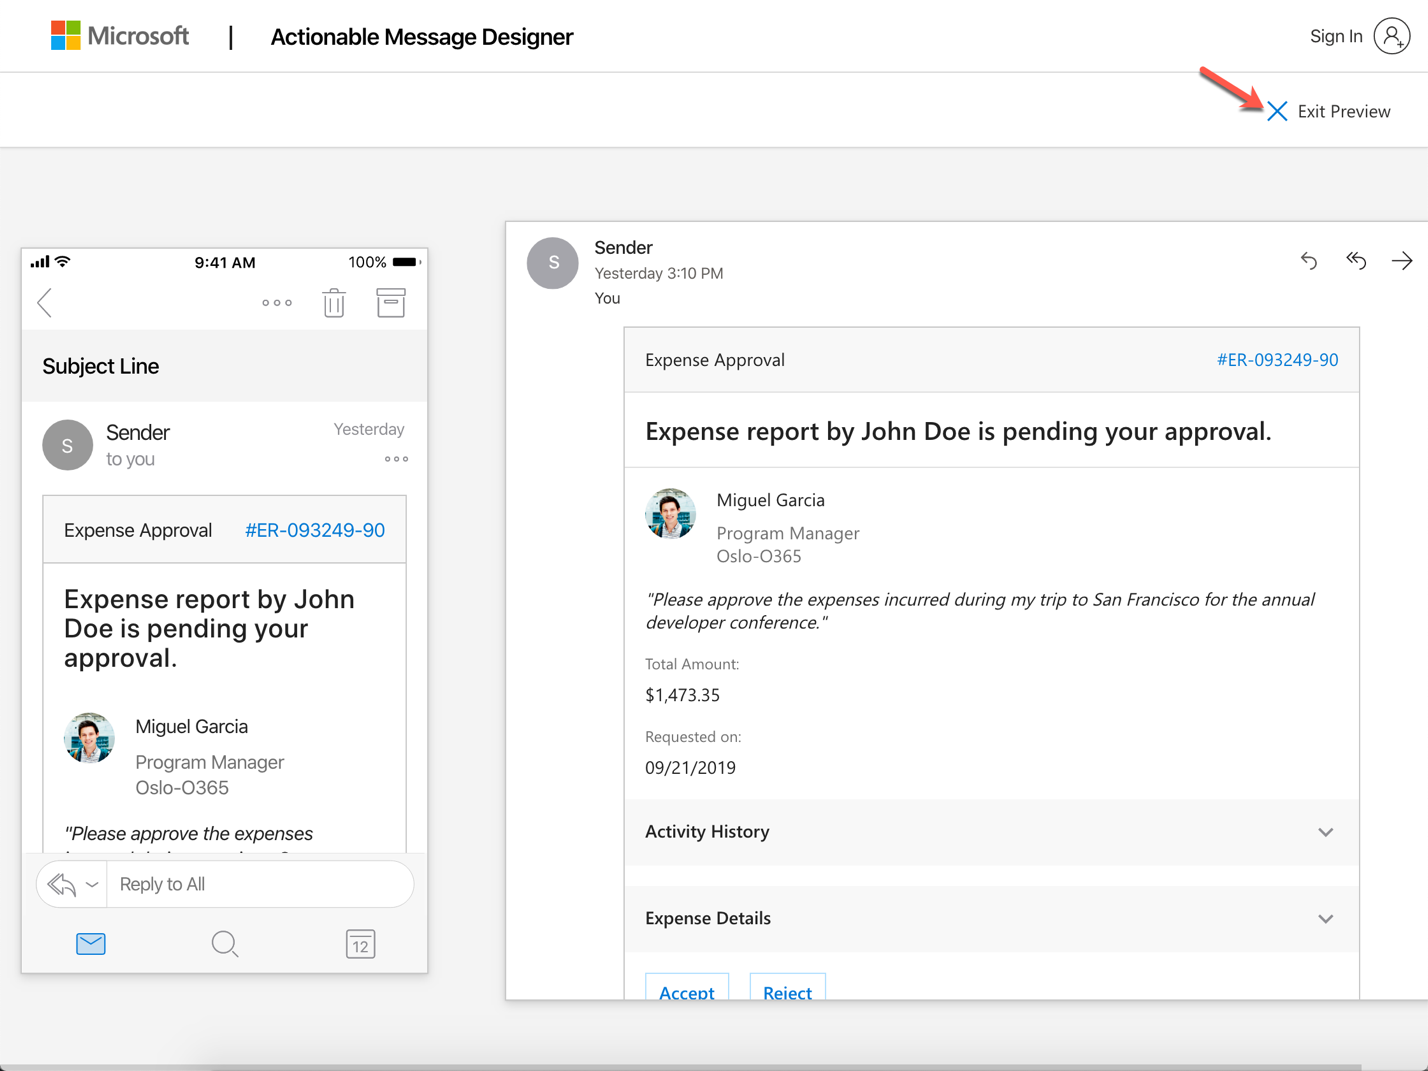 Microsoft | Actionable Message Designer
Sign In
Exit Preview
9:41 AM
100%
Subject Line
S
Sender
Yesterday
to you
Expense Approval
#ER-093249-90
Expense report by John
Doe is pending your
approval.
Miguel Garcia
Program Manager
Oslo-O365
"Please approve the expenses
Reply to All
12
S
Sender
Yesterday 3:10 PM
You
Expense Approval
#ER-093249-90
Expense report by John Doe is pending your approval.
Miguel Garcia
Program Manager
Oslo-O365
"Please approve the expenses incurred during my trip to San Francisco for the annual
developer conference."
Total Amount:
$1,473.35
Requested on:
09/21/2019
Activity History
Expense Details
Accept
Reject